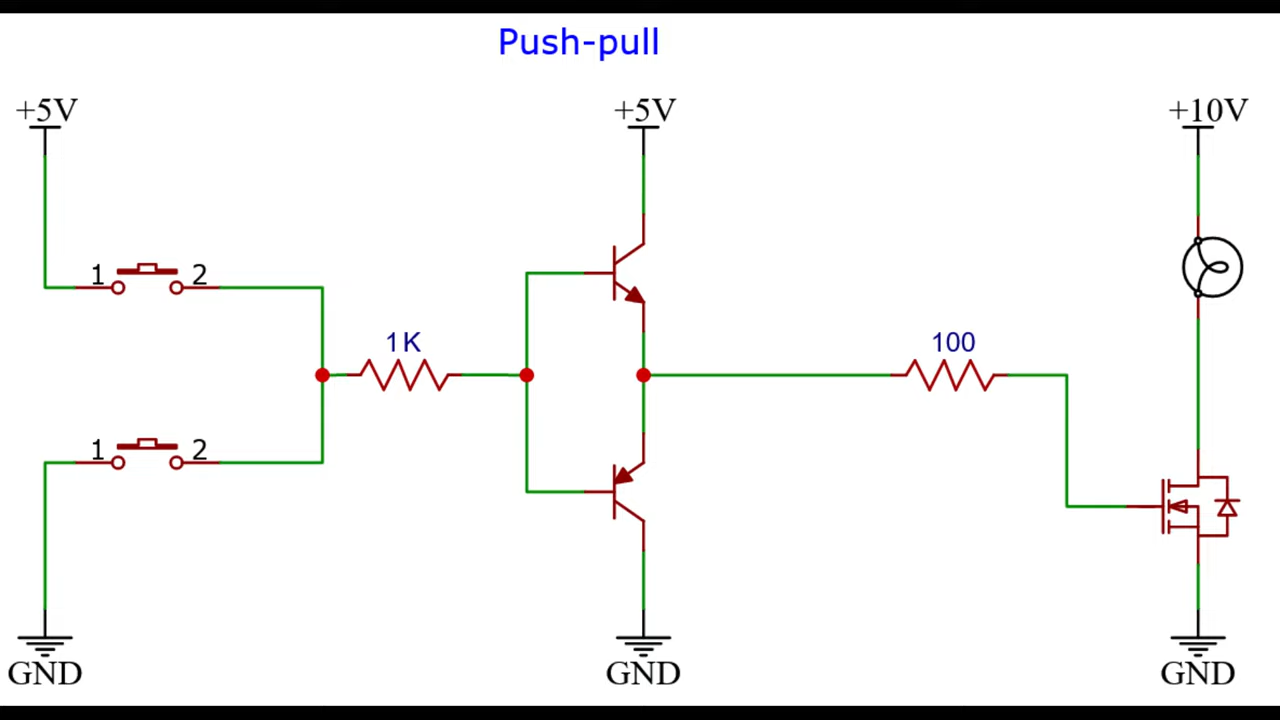 Push-pull
+5V
+5V
+10V
1 2
1K
100
1 2
GND
GND
GND